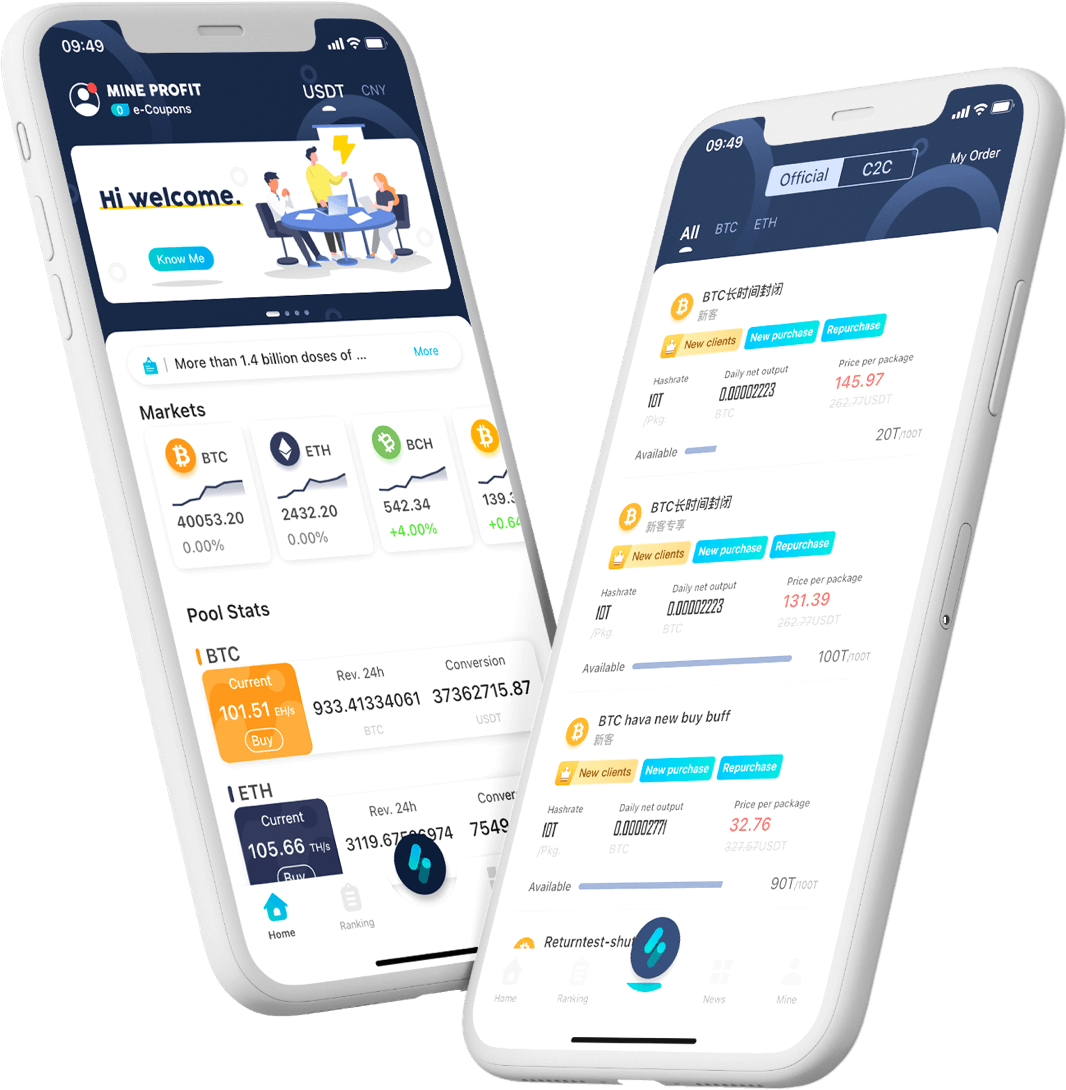 09:49
MINE PROFIT
0 e-Coupons
USDT CNY
Hi welcome.
Know Me
More than 1.4 billion doses of ... More
Markets
BTC
40053.20
0.00%
ETH
2432.20
0.00%
BCH
542.34
+4.00%
139.3
+0.64
Pool Stats
BTC
Current
101.51 EH/s
Buy
Rev. 24h
933.41334061
BTC
Conversion
37362715.87
USDT
ETH
Current
105.66 TH/s
Buy
Rev. 24h
Conver
7549
Home
Ranking
09:49
Official C2C
My Order
All BTC ETH
BTC长时间封闭
新客
New clients New purchase Repurchase
Hashrate
10T
/Pkg.
Daily net output
0.00002223
BTC
Price per package
145.97
262.77USDT
Available
20T/100T
BTC长时间封闭
新客专享
New clients New purchase Repurchase
Hashrate
10T
/Pkg.
Daily net output
0.00002223
BTC
Price per package
131.39
262.77USDT
Available
100T/100T
BTC hava new buy buff
新客
New clients New purchase Repurchase
Hashrate
10T
/Pkg.
Daily net output
0.00002771
BTC
Price per package
32.76
327.67USDT
Available
90T/100T
Returntest-shut
Home
Ranking
News
Mine